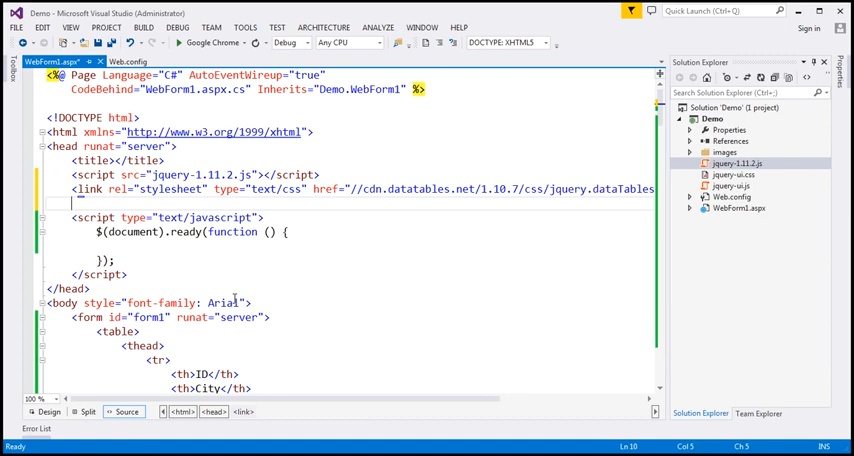 Demo - Microsoft Visual Studio (Administrator)
Quick Launch (Ctrl+Q)
FILE EDIT VIEW PROJECT BUILD DEBUG TEAM TOOLS TEST ARCHITECTURE ANALYZE WINDOW HELP
Sign in
Google Chrome Debug Any CPU DOCTYPE: XHTML5
Toolbox
WebForm1.aspx* Web.config
<%@ Page Language="C#" AutoEventWireup="true"
CodeBehind="WebForm1.aspx.cs" Inherits="Demo.WebForm1" %>
<!DOCTYPE html>
<html xmlns="http://www.w3.org/1999/xhtml">
<head runat="server">
<title></title>
<script src="jquery-1.11.2.js"></script>
<link rel="stylesheet" type="text/css" href="//cdn.datatables.net/1.10.7/css/jquery.dataTables
<script type="text/javascript">
$(document).ready(function () {
});
</script>
</head>
<body style="font-family: Arial">
<form id="form1" runat="server">
<table>
<thead>
<tr>
<th>ID</th>
<th>City</th>
100 %
Design Split Source <html> <head> <link>
Solution Explorer
Search Solution Explorer (Ctrl+;)
Solution 'Demo' (1 project)
Demo
Properties
References
images
jquery-1.11.2.js
jquery-ui.css
jquery-ui.js
Web.config
WebForm1.aspx
Solution Explorer Team Explorer
Properties
Error List
Ready Ln 10 Col 5 Ch 5 INS